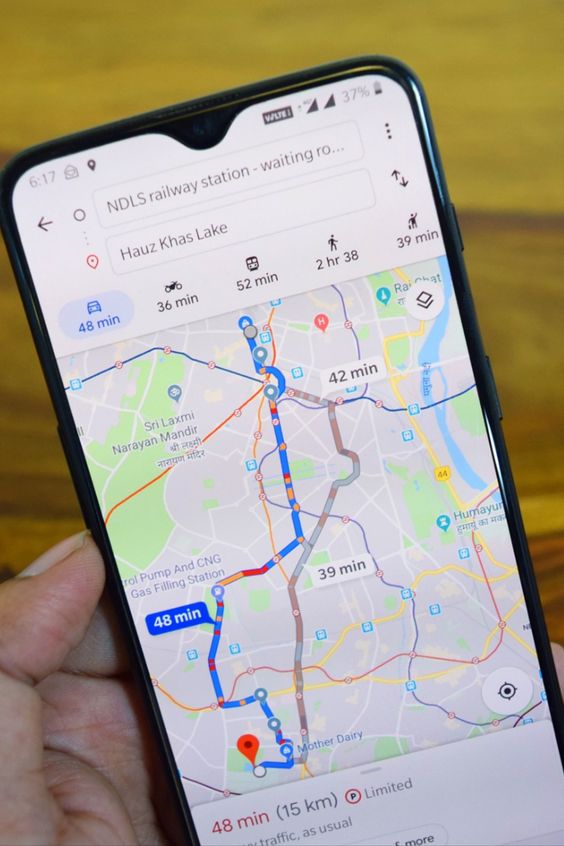 6:17
VoLTE
4G
37%
NDLS railway station - waiting ro...
Hauz Khas Lake
48 min
36 min
52 min
2 hr 38
39 min
Raj Ghat
H
42 min
Sri Laxmi
Narayan Mandir
श्री लक्ष्मी
नारायण मंदिर
44
Humayun
हुमायूं का मक
rol Pump And CNG
Gas Filling Station
39 min
48 min
Mother Dairy
48 min (15 km) P Limited
traffic, as usual
& more